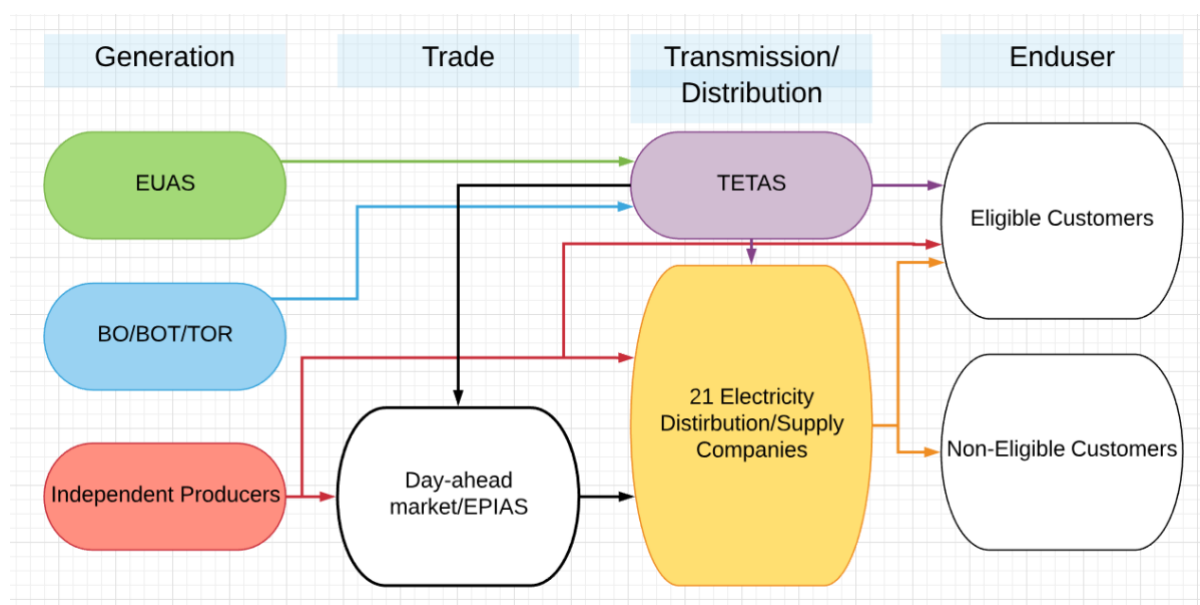 Generation
Trade
Transmission/
Distribution
Enduser
EUAS
TETAS
Eligible Customers
BO/BOT/TOR
21 Electricity
Distirbution/Supply
Companies
Non-Eligible Customers
Independent Producers
Day-ahead
market/EPIAS